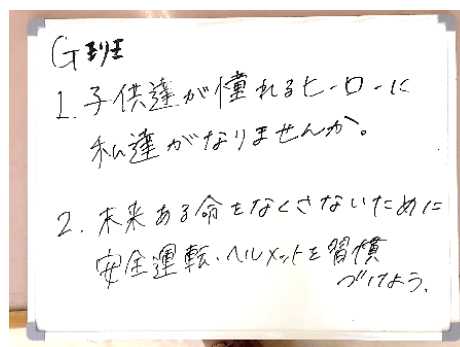 G班
1. 子供達が憧れるヒーローに
私達がなりませんか。
2. 未来ある命をなくさないために
安全運転・ヘルメットを習慣
づけよう。